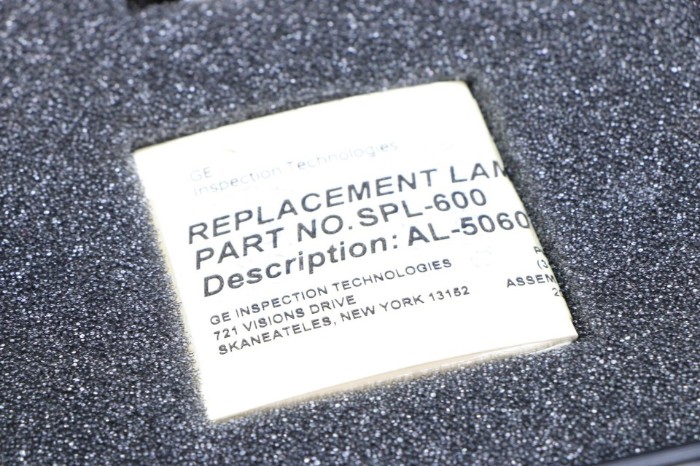 GE
Inspection Technologies
REPLACEMENT LAM
PART NO. SPL-600
Description: AL-5060
GE INSPECTION TECHNOLOGIES
721 VISIONS DRIVE
SKANEATELES, NEW YORK 13152
ASSEM